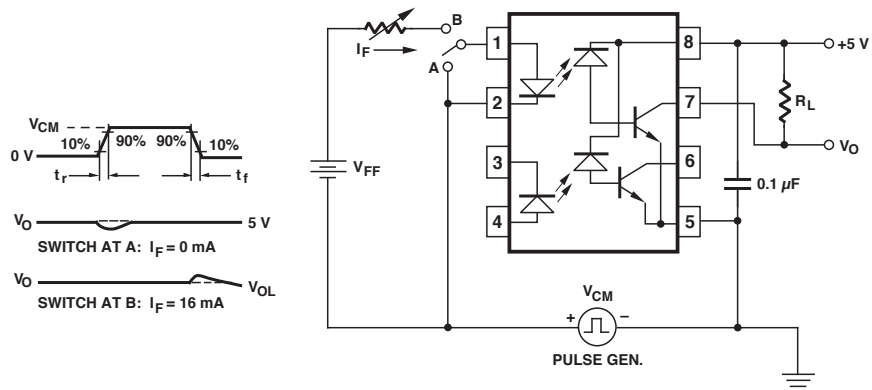 V_CM
10%
90%
90%
10%
0 V
t_r
t_f
V_O
5 V
SWITCH AT A: I_F = 0 mA
V_O
V_OL
SWITCH AT B: I_F = 16 mA
I_F
B
A
V_FF
1
2
3
4
8
7
6
5
+5 V
R_L
V_O
0.1 µF
V_CM
+
–
PULSE GEN.